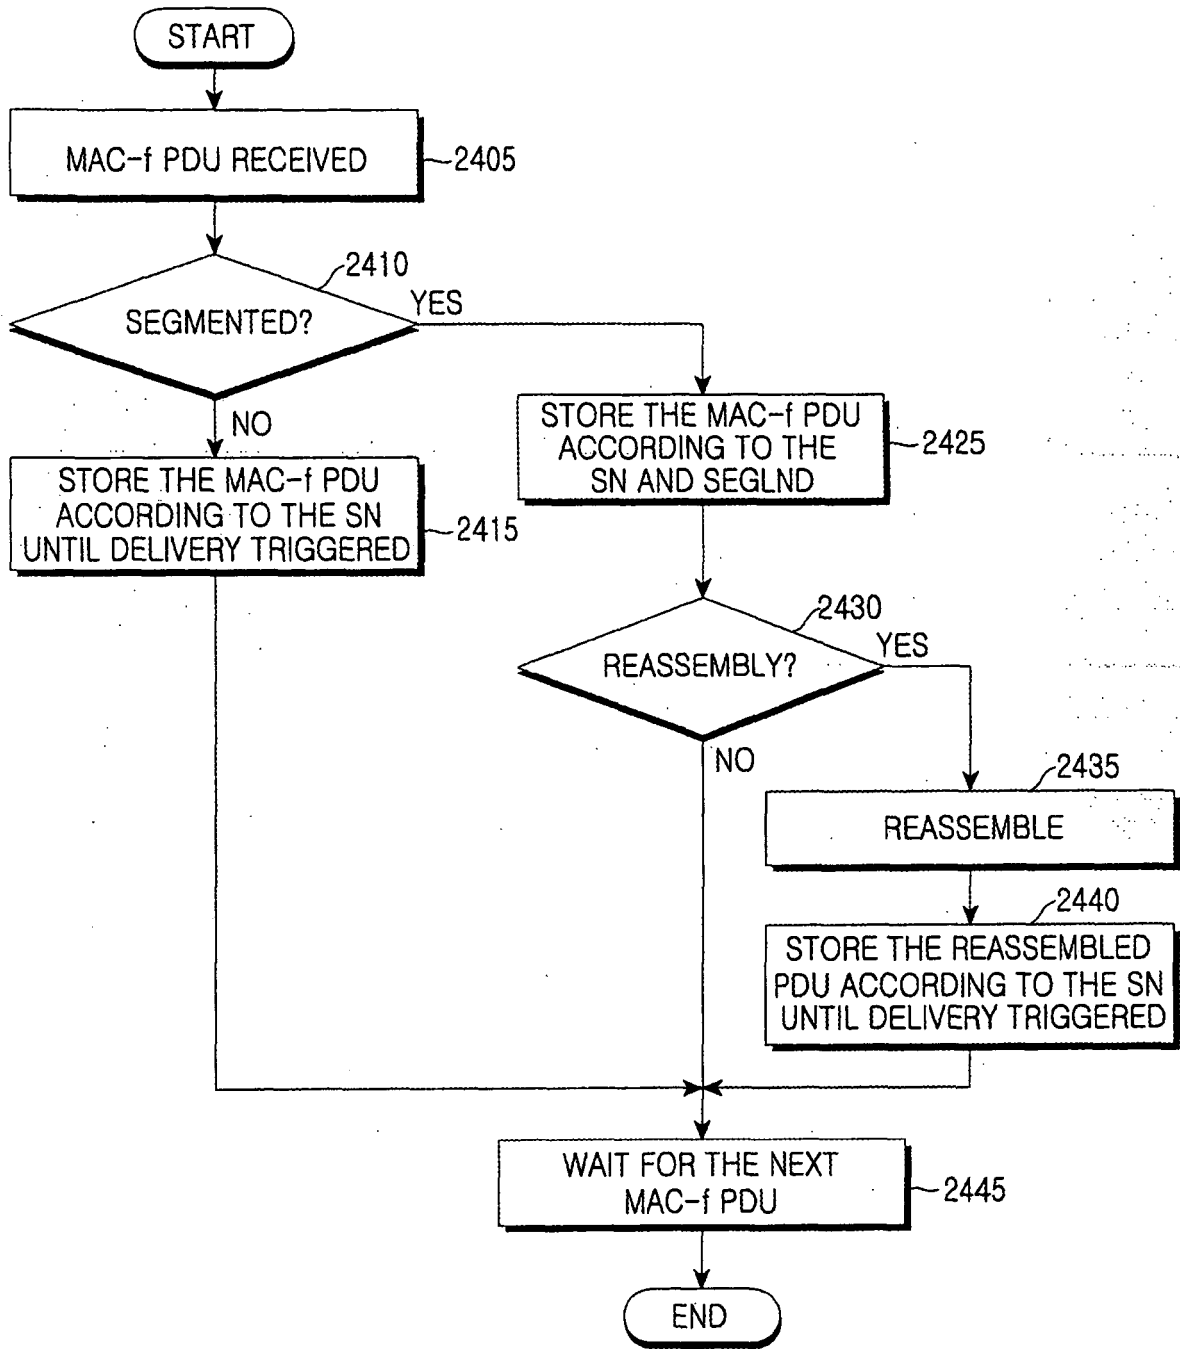 START
MAC-f PDU RECEIVED
2405
2410
SEGMENTED?
YES
NO
STORE THE MAC-f PDU
ACCORDING TO THE SN
UNTIL DELIVERY TRIGGERED
2415
STORE THE MAC-f PDU
ACCORDING TO THE
SN AND SEGLND
2425
2430
REASSEMBLY?
YES
NO
2435
REASSEMBLE
2440
STORE THE REASSEMBLED
PDU ACCORDING TO THE SN
UNTIL DELIVERY TRIGGERED
WAIT FOR THE NEXT
MAC-f PDU
2445
END